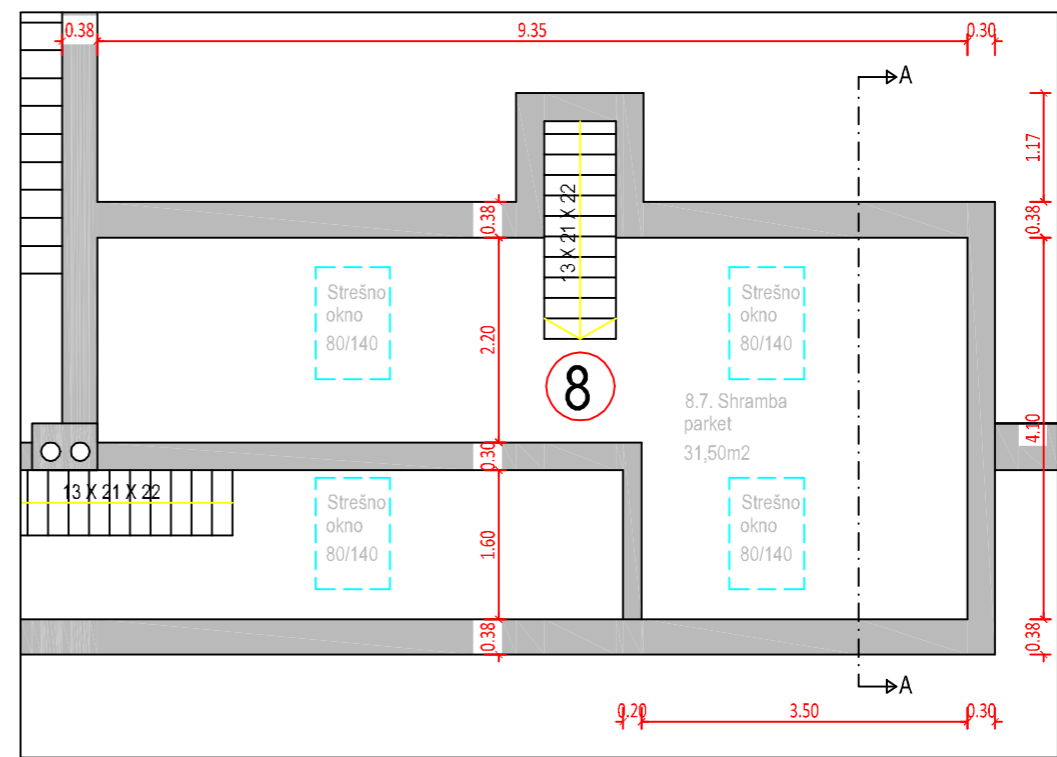 0.38
9.35
0.30
A
1.17
0.38
0.38
13 X 21 X 22
Strešno
okno
80/140
Strešno
okno
80/140
2.20
8
8.7. Shramba
parket
31,50m2
4.10
0.30
13 X 21 X 22
Strešno
okno
80/140
Strešno
okno
80/140
1.60
0.38
0.38
A
0.20
3.50
0.30